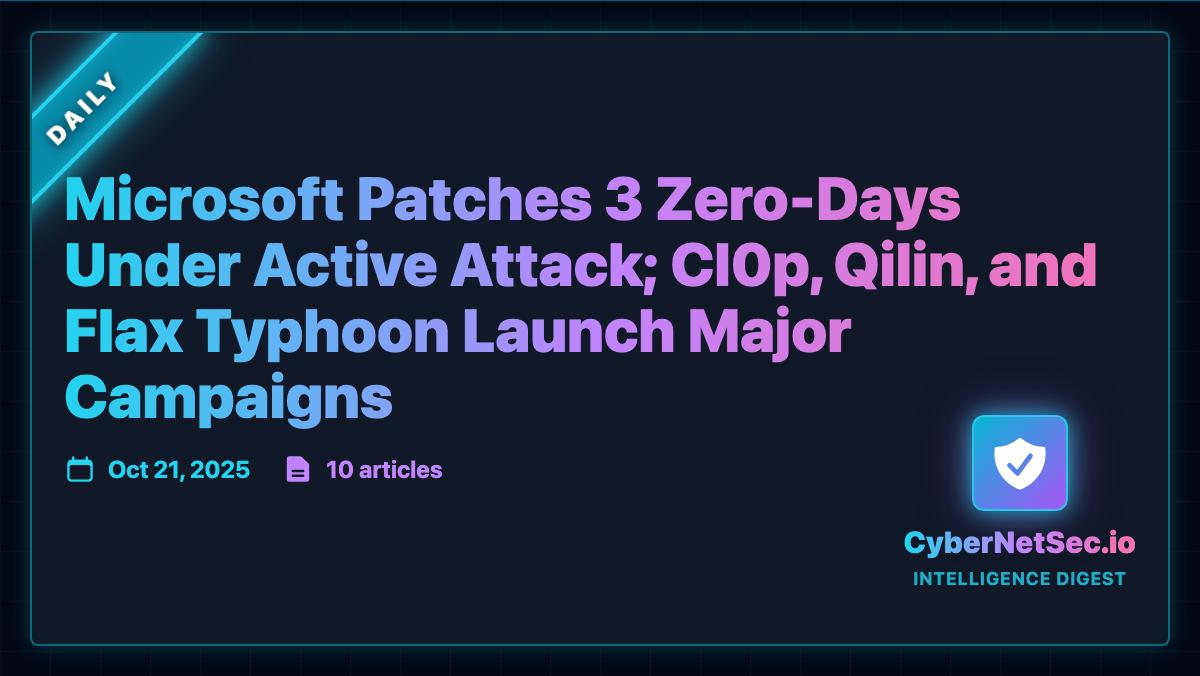 DAILY
Microsoft Patches 3 Zero-Days
Under Active Attack; Cl0p, Qilin, and
Flax Typhoon Launch Major
Campaigns
Oct 21, 2025
10 articles
CyberNetSec.io
INTELLIGENCE DIGEST